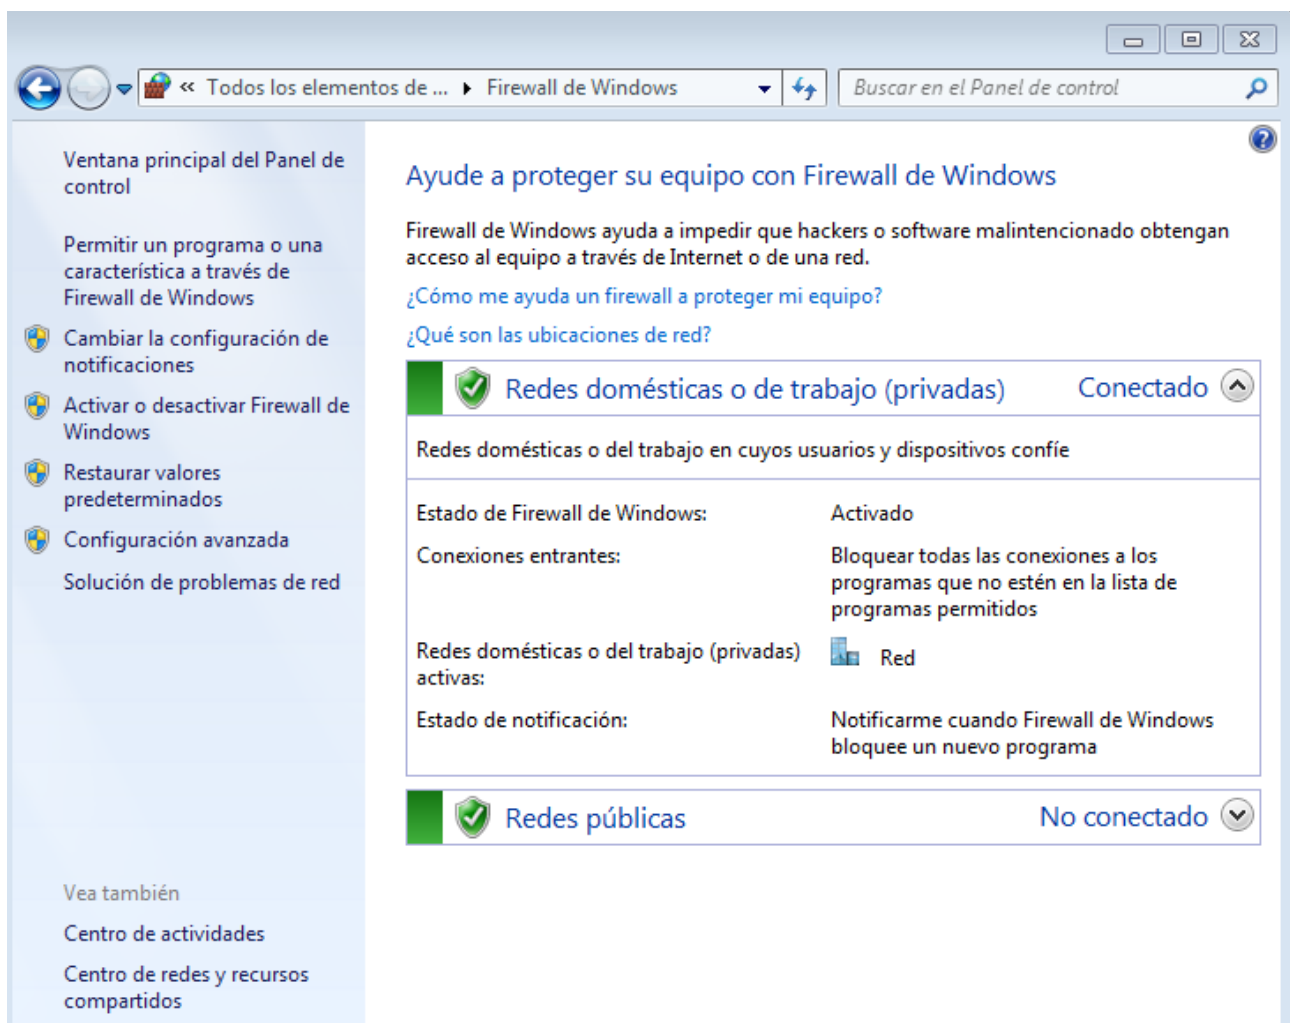 « Todos los elementos de ... ▸ Firewall de Windows
Buscar en el Panel de control
Ventana principal del Panel de
control
Permitir un programa o una
característica a través de
Firewall de Windows
Cambiar la configuración de
notificaciones
Activar o desactivar Firewall de
Windows
Restaurar valores
predeterminados
Configuración avanzada
Solución de problemas de red
Vea también
Centro de actividades
Centro de redes y recursos
compartidos
Ayude a proteger su equipo con Firewall de Windows
Firewall de Windows ayuda a impedir que hackers o software malintencionado obtengan
acceso al equipo a través de Internet o de una red.
¿Cómo me ayuda un firewall a proteger mi equipo?
¿Qué son las ubicaciones de red?
Redes domésticas o de trabajo (privadas) Conectado
Redes domésticas o del trabajo en cuyos usuarios y dispositivos confíe
Estado de Firewall de Windows: Activado
Conexiones entrantes: Bloquear todas las conexiones a los
programas que no estén en la lista de
programas permitidos
Redes domésticas o del trabajo (privadas) Red
activas:
Estado de notificación: Notificarme cuando Firewall de Windows
bloquee un nuevo programa
Redes públicas No conectado